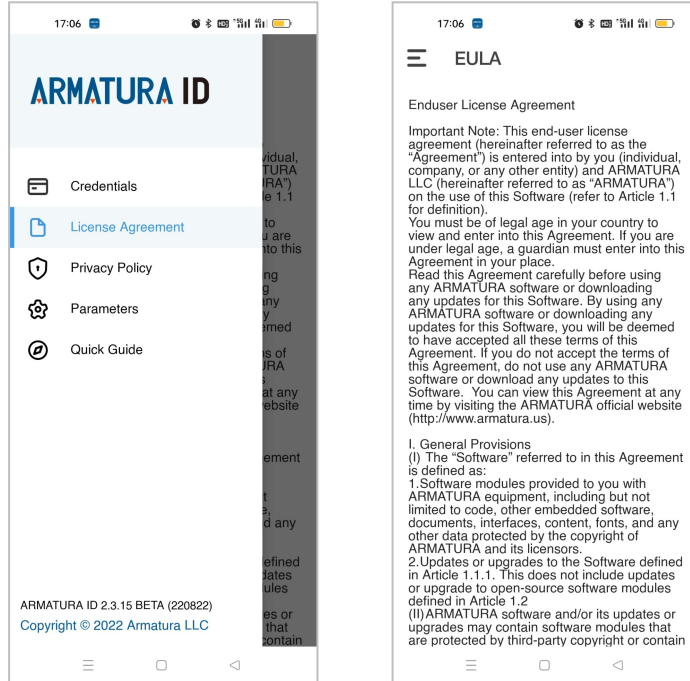 17:06
ARMATURA ID
Credentials
License Agreement
Privacy Policy
Parameters
Quick Guide
ARMATURA ID 2.3.15 BETA (220822)
Copyright © 2022 Armatura LLC
17:06
EULA
Enduser License Agreement
Important Note: This end-user license
agreement (hereinafter referred to as the
“Agreement”) is entered into by you (individual,
company, or any other entity) and ARMATURA
LLC (hereinafter referred to as “ARMATURA”)
on the use of this Software (refer to Article 1.1
for definition).
You must be of legal age in your country to
view and enter into this Agreement. If you are
under legal age, a guardian must enter into this
Agreement in your place.
Read this Agreement carefully before using
any ARMATURA software or downloading
any updates for this Software. By using any
ARMATURA software or downloading any
updates for this Software, you will be deemed
to have accepted all these terms of this
Agreement. If you do not accept the terms of
this Agreement, do not use any ARMATURA
software or download any updates to this
Software.  You can view this Agreement at any
time by visiting the ARMATURA official website
(http://www.armatura.us).
I. General Provisions
(I) The “Software” referred to in this Agreement
is defined as:
1.Software modules provided to you with
ARMATURA equipment, including but not
limited to code, other embedded software,
documents, interfaces, content, fonts, and any
other data protected by the copyright of
ARMATURA and its licensors.
2.Updates or upgrades to the Software defined
in Article 1.1.1. This does not include updates
or upgrade to open-source software modules
defined in Article 1.2
(II)ARMATURA software and/or its updates or
upgrades may contain software modules that
are protected by third-party copyright or contain